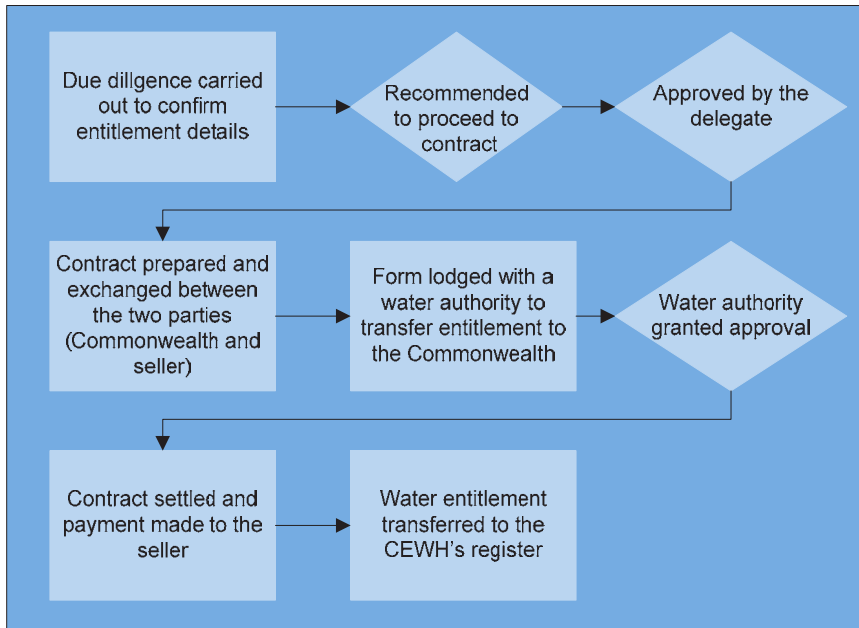 Due dilgence carried
out to confirm
entitlement details
Recommended
to proceed to
contract
Approved by the
delegate
Contract prepared and
exchanged between
the two parties
(Commonwealth and
seller)
Form lodged with a
water authority to
transfer entitlement to
the Commonwealth
Water authority
granted approval
Contract settled and
payment made to the
seller
Water entitlement
transferred to the
CEWH's register